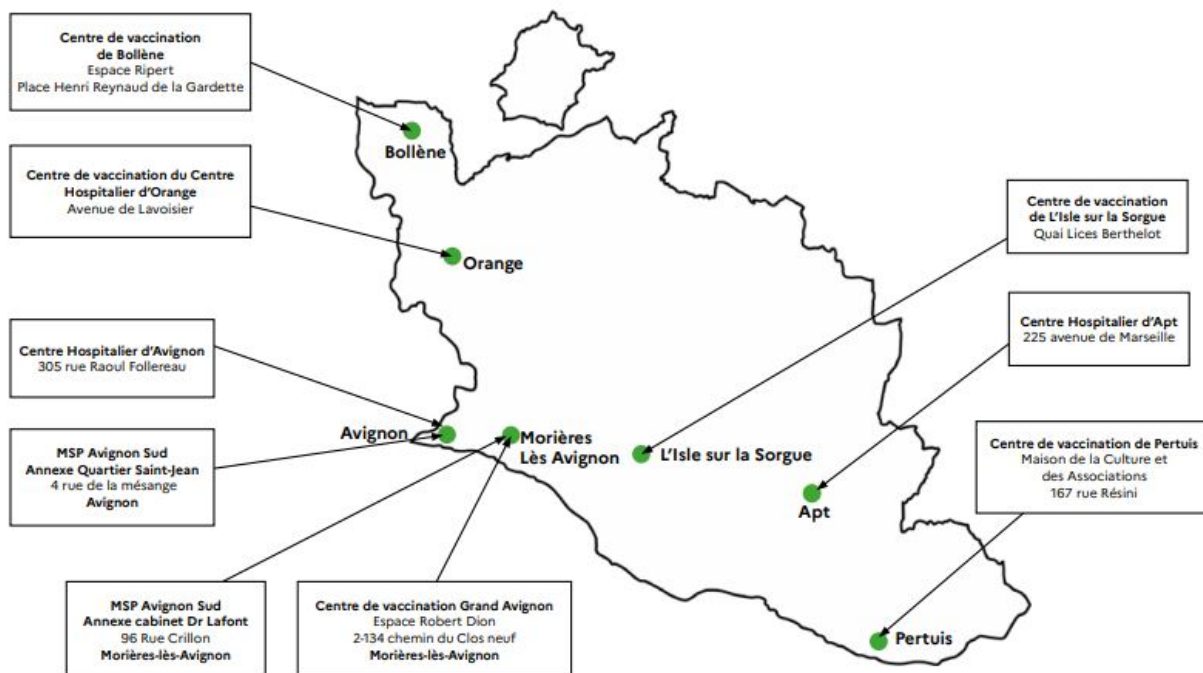 Centre de vaccination
de Bollène
Espace Ripert
Place Henri Reynaud de la Gardette
Bollène
Centre de vaccination du Centre
Hospitalier d'Orange
Avenue de Lavoisier
Orange
Centre de vaccination
de L'Isle sur la Sorgue
Quai Lices Berthelot
Centre Hospitalier d'Apt
225 avenue de Marseille
Centre Hospitalier d'Avignon
305 rue Raoul Follereau
Avignon
Morières
Lès Avignon
L'Isle sur la Sorgue
Apt
MSP Avignon Sud
Annexe Quartier Saint-Jean
4 rue de la mésange
Avignon
Centre de vaccination de Pertuis
Maison de la Culture et
des Associations
167 rue Résini
MSP Avignon Sud
Annexe cabinet Dr Lafont
96 Rue Crillon
Morières-lès-Avignon
Centre de vaccination Grand Avignon
Espace Robert Dion
2-134 chemin du Clos neuf
Morières-lès-Avignon
Pertuis